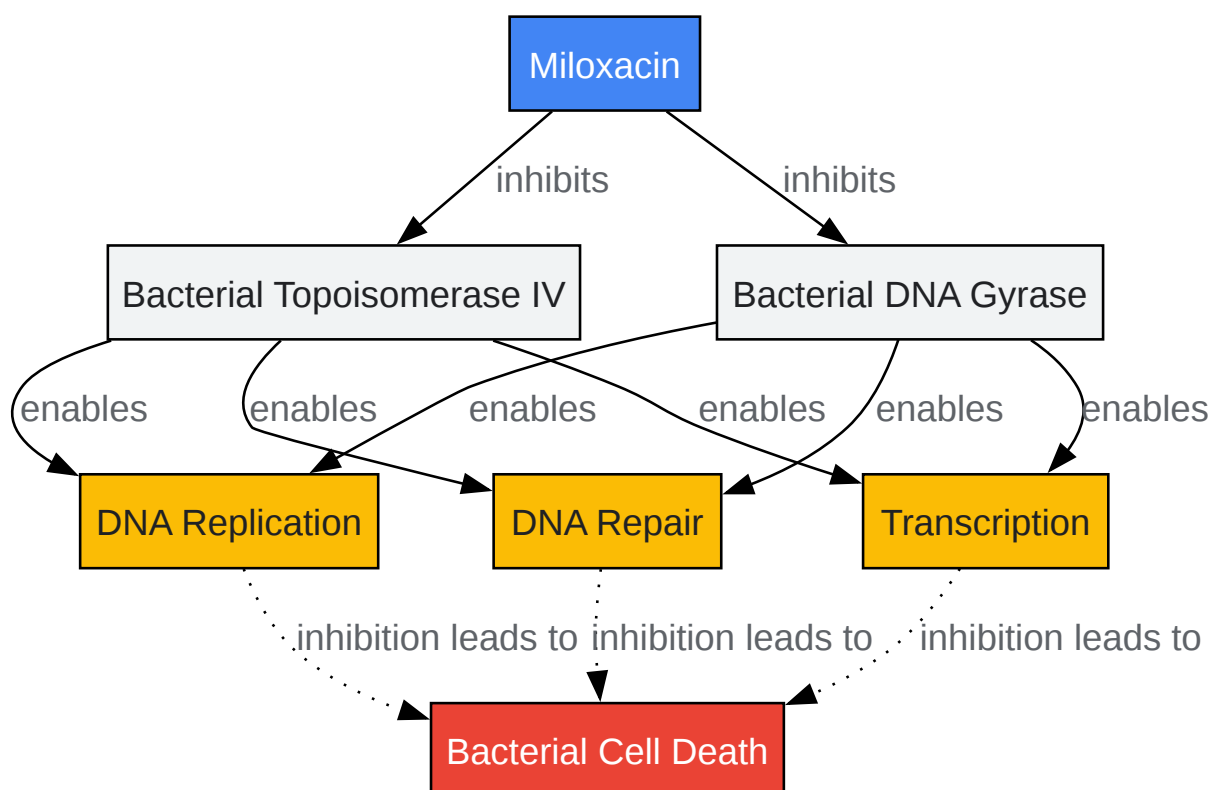 Miloxacin
inhibits
inhibits
Bacterial Topoisomerase IV
Bacterial DNA Gyrase
enables
enables
enables
enables
enables
enables
DNA Replication
DNA Repair
Transcription
inhibition leads to
inhibition leads to
inhibition leads to
Bacterial Cell Death